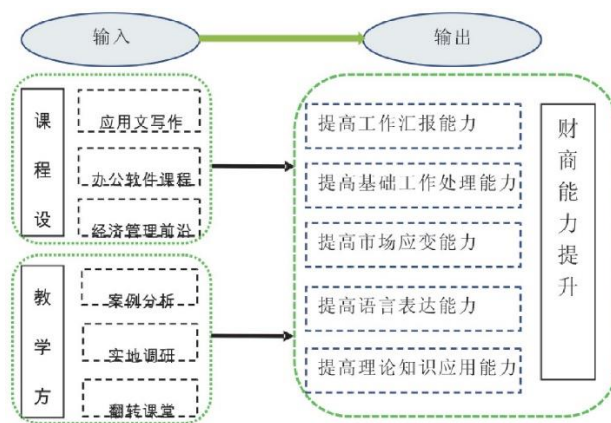 输入
输出
课程设
应用文写作
办公软件课程
经济管理前沿
教学方
案例分析
实地调研
翻转课堂
提高工作汇报能力
提高基础工作处理能力
提高市场应变能力
提高语言表达能力
提高理论知识应用能力
财商能力提升